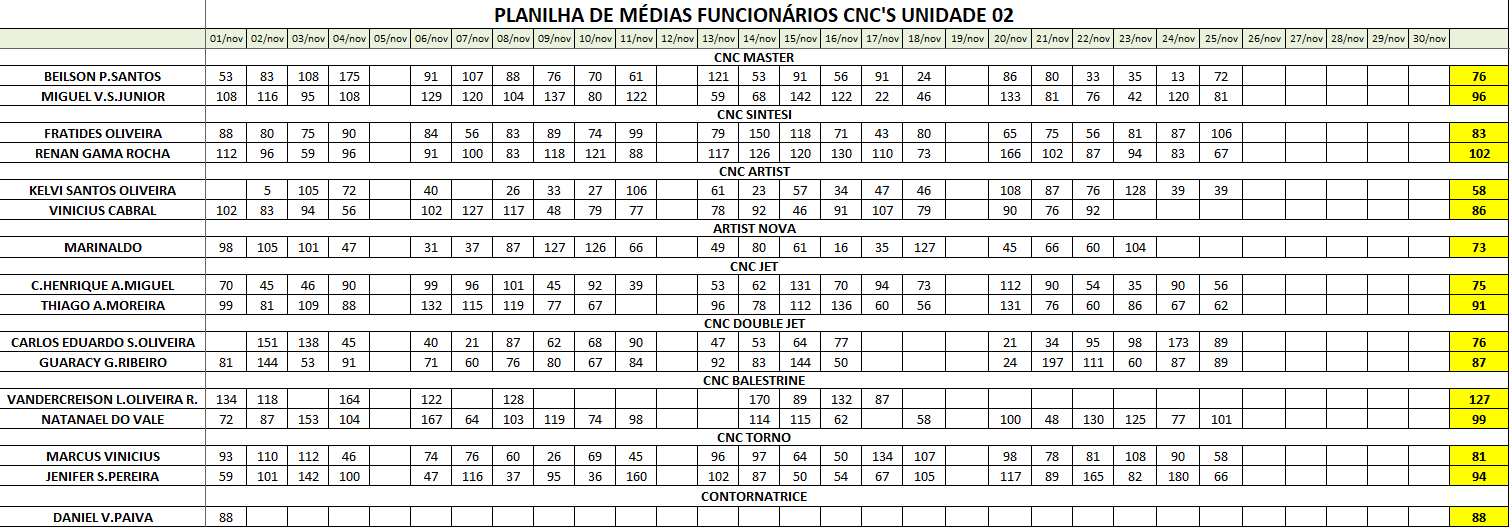 PLANILHA DE MÉDIAS FUNCIONÁRIOS CNC'S UNIDADE 02
01/nov 02/nov 03/nov 04/nov 05/nov 06/nov 07/nov 08/nov 09/nov 10/nov 11/nov 12/nov 13/nov 14/nov 15/nov 16/nov 17/nov 18/nov 19/nov 20/nov 21/nov 22/nov 23/nov 24/nov 25/nov 26/nov 27/nov 28/nov 29/nov 30/nov
CNC MASTER
BEILSON P.SANTOS 53 83 108 175 91 107 88 76 70 61 121 53 91 56 91 24 86 80 33 35 13 72 76
MIGUEL V.S.JUNIOR 108 116 95 108 129 120 104 137 80 122 59 68 142 122 22 46 133 81 76 42 120 81 96
CNC SINTESI
FRATIDES OLIVEIRA 88 80 75 90 84 56 83 89 74 99 79 150 118 71 43 80 65 75 56 81 87 106 83
RENAN GAMA ROCHA 112 96 59 96 91 100 83 118 121 88 117 126 120 130 110 73 166 102 87 94 83 67 102
CNC ARTIST
KELVI SANTOS OLIVEIRA 5 105 72 40 26 33 27 106 61 23 57 34 47 46 108 87 76 128 39 39 58
VINICIUS CABRAL 102 83 94 56 102 127 117 48 79 77 78 92 46 91 107 79 90 76 92 86
ARTIST NOVA
MARINALDO 98 105 101 47 31 37 87 127 126 66 49 80 61 16 35 127 45 66 60 104 73
CNC JET
C.HENRIQUE A.MIGUEL 70 45 46 90 99 96 101 45 92 39 53 62 131 70 94 73 112 90 54 35 90 56 75
THIAGO A.MOREIRA 99 81 109 88 132 115 119 77 67 96 78 112 136 60 56 131 76 60 86 67 62 91
CNC DOUBLE JET
CARLOS EDUARDO S.OLIVEIRA 151 138 45 40 21 87 62 68 90 47 53 64 77 21 34 95 98 173 89 76
GUARACY G.RIBEIRO 81 144 53 91 71 60 76 80 67 84 92 83 144 50 24 197 111 60 87 89 87
CNC BALESTRINE
VANDERCREISON L.OLIVEIRA R. 134 118 164 122 128 170 89 132 87 127
NATANAEL DO VALE 72 87 153 104 167 64 103 119 74 98 114 115 62 58 100 48 130 125 77 101 99
CNC TORNO
MARCUS VINICIUS 93 110 112 46 74 76 60 26 69 45 96 97 64 50 134 107 98 78 81 108 90 58 81
JENIFER S.PEREIRA 59 101 142 100 47 116 37 95 36 160 102 87 50 54 67 105 117 89 165 82 180 66 94
CONTORNATRICE
DANIEL V.PAIVA 88 88